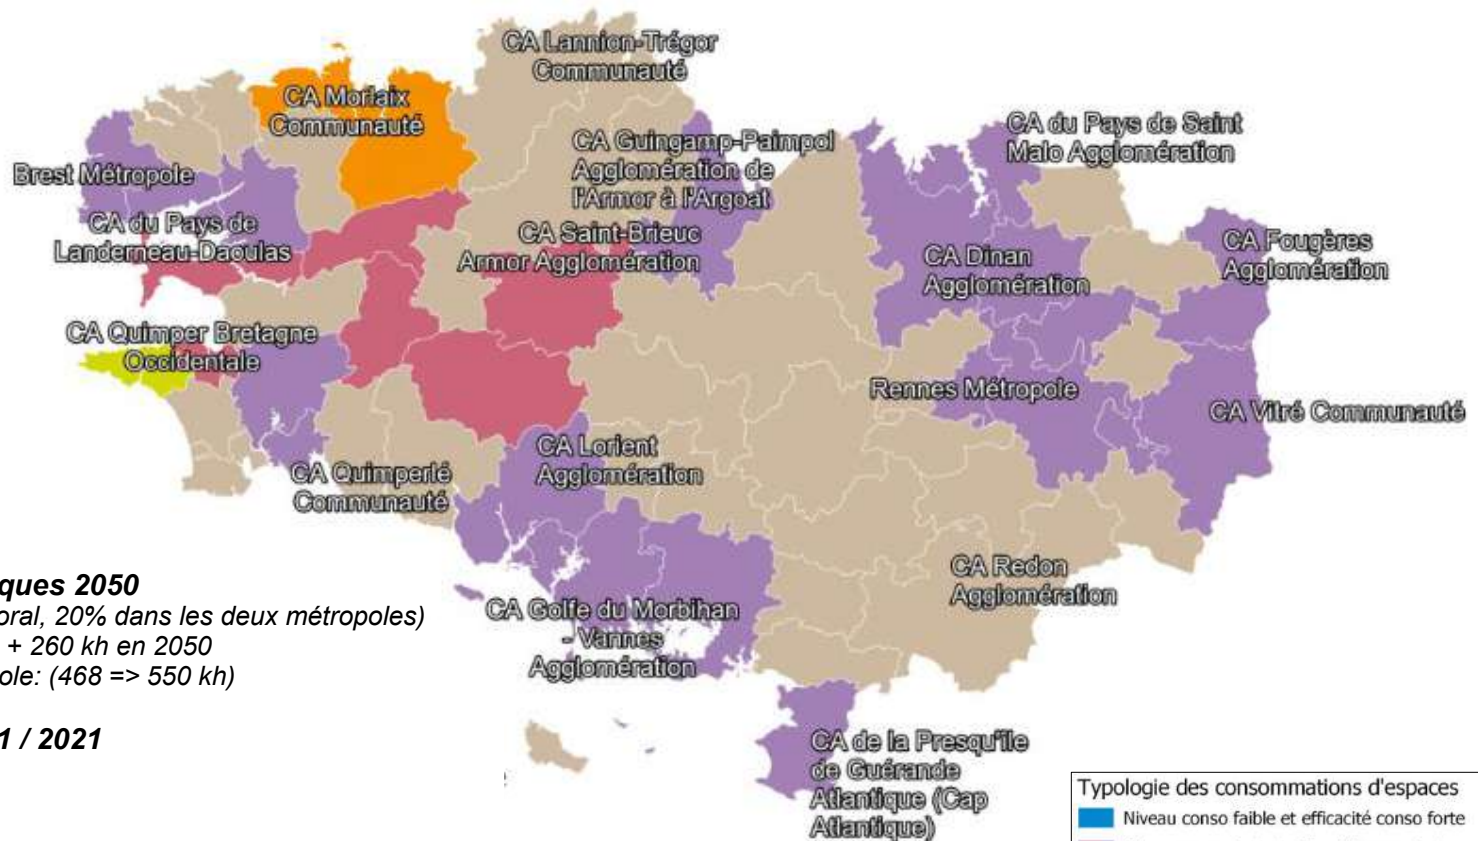 CA Lannion-Trégor
Communauté
CA Morlaix
Communauté
CA Guingamp-Paimpol
Agglomération de
l'Armor à l'Argoat
CA du Pays de Saint
Malo Agglomération
Brest Métropole
CA du Pays de
Landerneau-Daoulas
CA Saint-Brieuc
Armor Agglomération
CA Dinan
Agglomération
CA Fougères
Agglomération
CA Quimper Bretagne
Occidentale
Rennes Métropole
CA Vitré Communauté
CA Quimperlé
Communauté
CA Lorient
Agglomération
CA Redon
Agglomération
CA Golfe du Morbihan
- Vannes
Agglomération
CA de la Presqu'île
de Guérande
Atlantique (Cap
Atlantique)
ques 2050
oral, 20% dans les deux métropoles)
+ 260 kh en 2050
ole: (468 => 550 kh)
1 / 2021
Typologie des consommations d'espaces
Niveau conso faible et efficacité conso forte